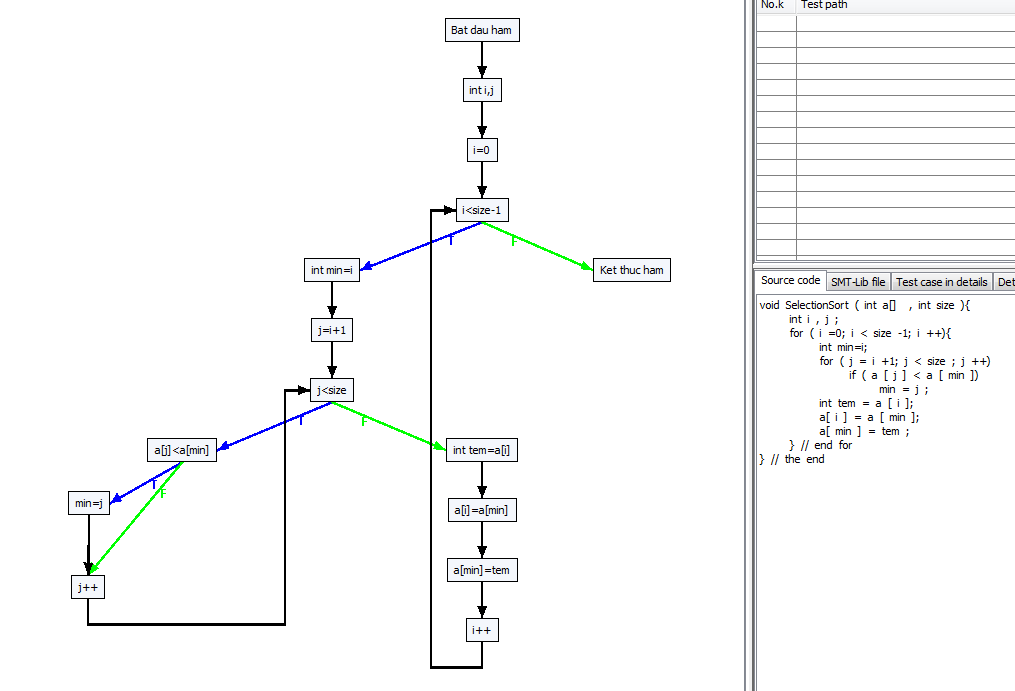 Bat dau ham
int i,j
i=0
i<size-1
T
F
int min=i
Ket thuc ham
j=i+1
j<size
T
F
a[j]<a[min]
int tem=a[i]
T
F
min=j
a[i]=a[min]
a[min]=tem
j++
i++
No.k Test path
Source code SMT-Lib file Test case in details Det
void SelectionSort ( int a[] , int size ){
int i , j ;
for ( i =0; i < size -1; i ++){
int min=i;
for ( j = i +1; j < size ; j ++)
if ( a [ j ] < a [ min ])
min = j ;
int tem = a [ i ];
a[ i ] = a [ min ];
a[ min ] = tem ;
} // end for
} // the end